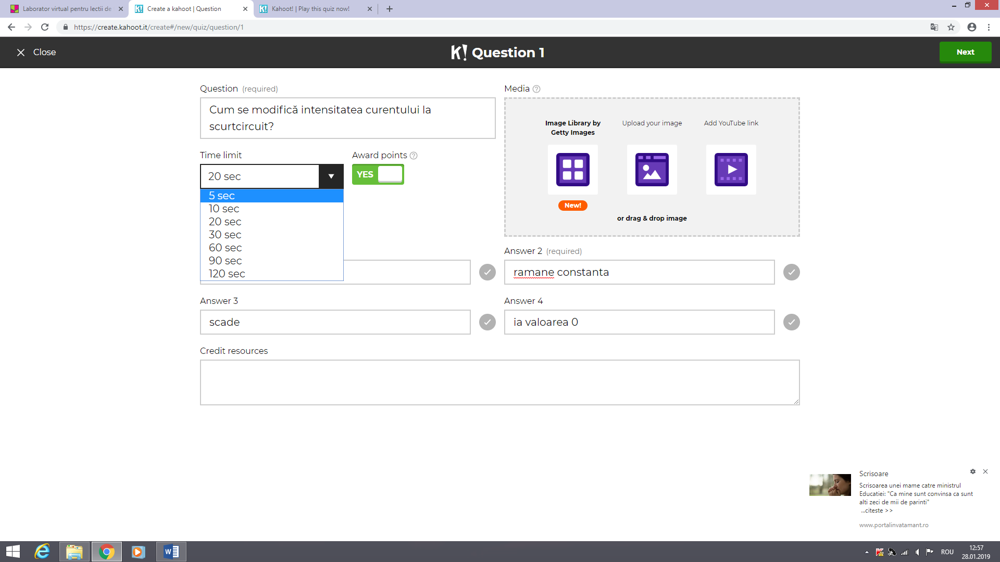 Laborator virtual pentru lectii de
Create a kahoot | Question
Kahoot! | Play this quiz now!
https://create.kahoot.it/create#/new/quiz/question/1
Close
K! Question 1
Next
Question (required)
Cum se modifică intensitatea curentului la
scurtcircuit?
Media
Image Library by
Getty Images
Upload your image
Add YouTube link
New!
or drag & drop image
Time limit
Award points
20 sec
YES
5 sec
10 sec
20 sec
30 sec
60 sec
90 sec
120 sec
Answer 2 (required)
ramane constanta
Answer 3
scade
Answer 4
ia valoarea 0
Credit resources
Scrisoare
Scrisoarea unei mame catre ministrul
Educatiei: "Ca mine sunt convinsa ca sunt
alti zeci de mii de parinti"
...citeste >>
www.portalinvatamant.ro
ROU
12:57
28.01.2019